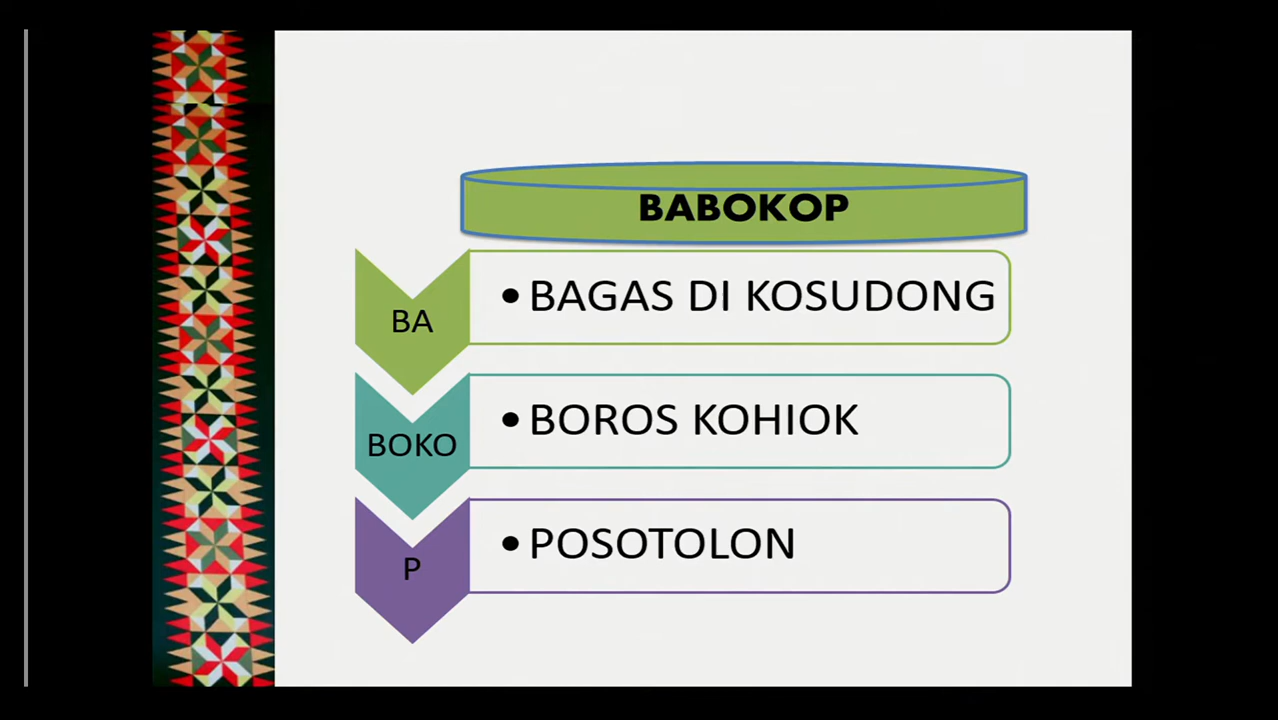 BABOKOP
BA
• BAGAS DI KOSUDONG
BOKO
• BOROS KOHIOK
P
• POSOTOLON